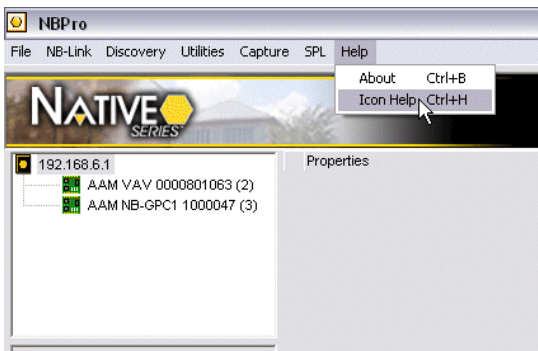 NBPro
File NB-Link Discovery Utilities Capture SPL Help
About Ctrl+B
Icon Help Ctrl+H
NATIVE
SERIES
192.168.6.1
AAM VAV 0000801063 (2)
AAM NB-GPC1 1000047 (3)
Properties